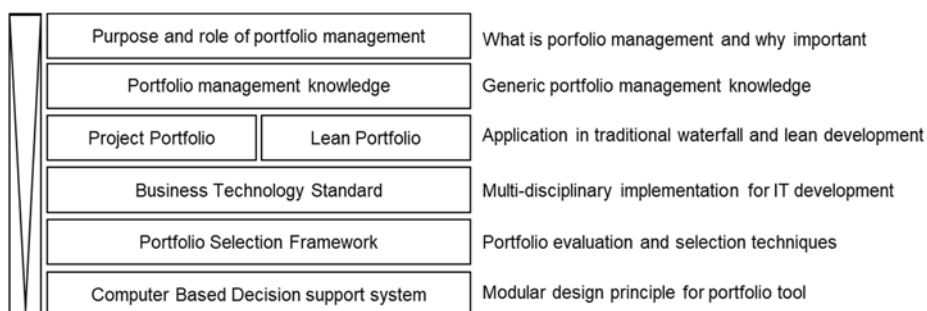 Purpose and role of portfolio management What is porfolio management and why important
Portfolio management knowledge Generic portfolio management knowledge
Project Portfolio Lean Portfolio Application in traditional waterfall and lean development
Business Technology Standard Multi-disciplinary implementation for IT development
Portfolio Selection Framework Portfolio evaluation and selection techniques
Computer Based Decision support system Modular design principle for portfolio tool